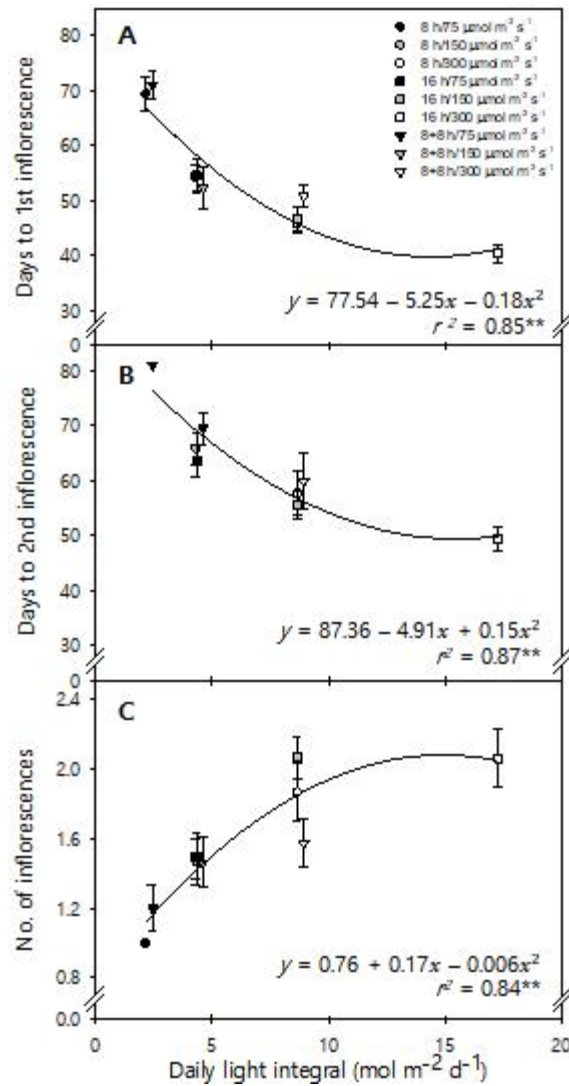 A
8 h/75 μmol m⁻² s⁻¹
8 h/150 μmol m⁻² s⁻¹
8 h/300 μmol m⁻² s⁻¹
16 h/75 μmol m⁻² s⁻¹
16 h/150 μmol m⁻² s⁻¹
16 h/300 μmol m⁻² s⁻¹
8+8h/75 μmol m⁻² s⁻¹
8+8h/150 μmol m⁻² s⁻¹
8+8h/300 μmol m⁻² s⁻¹
Days to 1st inflorescence
80
70
60
50
40
30
0
y = 77.54 − 5.25x − 0.18x²
r² = 0.85**
B
Days to 2nd inflorescence
80
70
60
50
40
30
0
y = 87.36 − 4.91x + 0.15x²
r² = 0.87**
C
No. of inflorescences
2.4
2.0
1.6
1.2
0.8
0.0
y = 0.76 + 0.17x − 0.006x²
r² = 0.84**
0 5 10 15 20
Daily light integral (mol m⁻² d⁻¹)